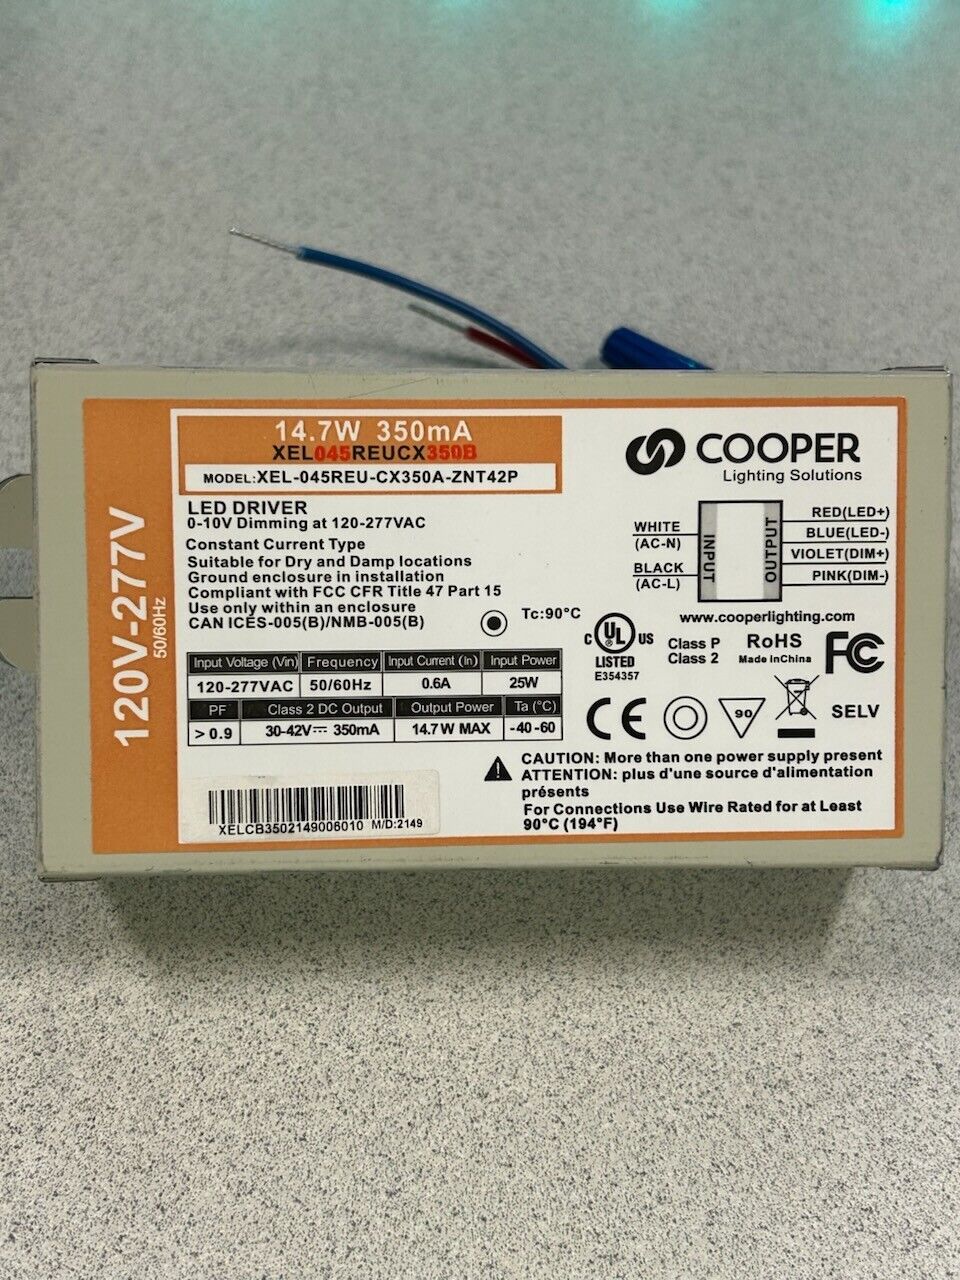 120V-277V
50/60Hz
14.7W 350mA
XEL045REUCX350B
MODEL:XEL-045REU-CX350A-ZNT42P
LED DRIVER
0-10V Dimming at 120-277VAC
Constant Current Type
Suitable for Dry and Damp locations
Ground enclosure in installation
Compliant with FCC CFR Title 47 Part 15
Use only within an enclosure
CAN ICES-005(B)/NMB-005(B)
Tc:90°C
Input Voltage (Vin) Frequency Input Current (In) Input Power
120-277VAC 50/60Hz 0.6A 25W
PF Class 2 DC Output Output Power Ta (°C)
>0.9 30-42V⎓ 350mA 14.7W MAX -40-60
XELCB3502149006010 M/D:2149
COOPER
Lighting Solutions
WHITE
(AC-N)
BLACK
(AC-L)
INPUT
OUTPUT
RED(LED+)
BLUE(LED-)
VIOLET(DIM+)
PINK(DIM-)
www.cooperlighting.com
c UL US
LISTED
E354357
Class P
Class 2
RoHS
Made in China
FC
CE
90
SELV
CAUTION: More than one power supply present
ATTENTION: plus d'une source d'alimentation
présents
For Connections Use Wire Rated for at Least
90°C (194°F)